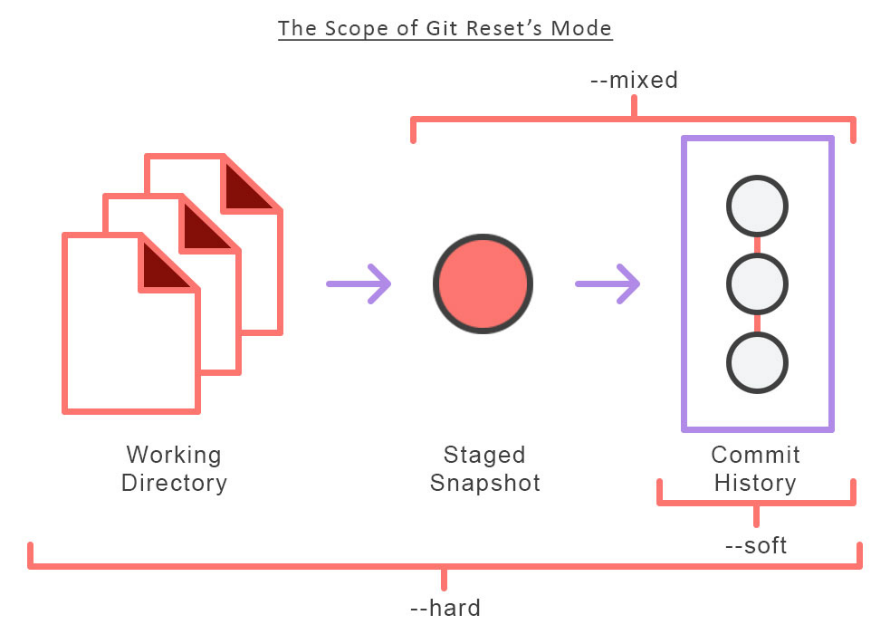 The Scope of Git Reset's Mode
--mixed
Working
Directory
Staged
Snapshot
Commit
History
--soft
--hard